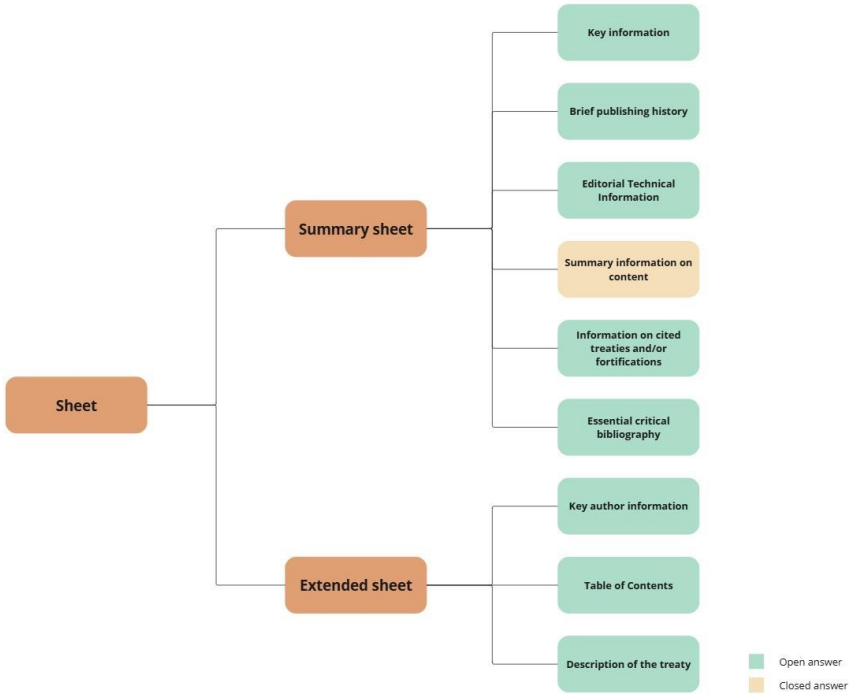 Key information
Brief publishing history
Editorial Technical
Information
Summary sheet
Summary information on
content
Information on cited
treaties and/or
fortifications
Sheet
Essential critical
bibliography
Key author information
Extended sheet
Table of Contents
Description of the treaty
Open answer
Closed answer